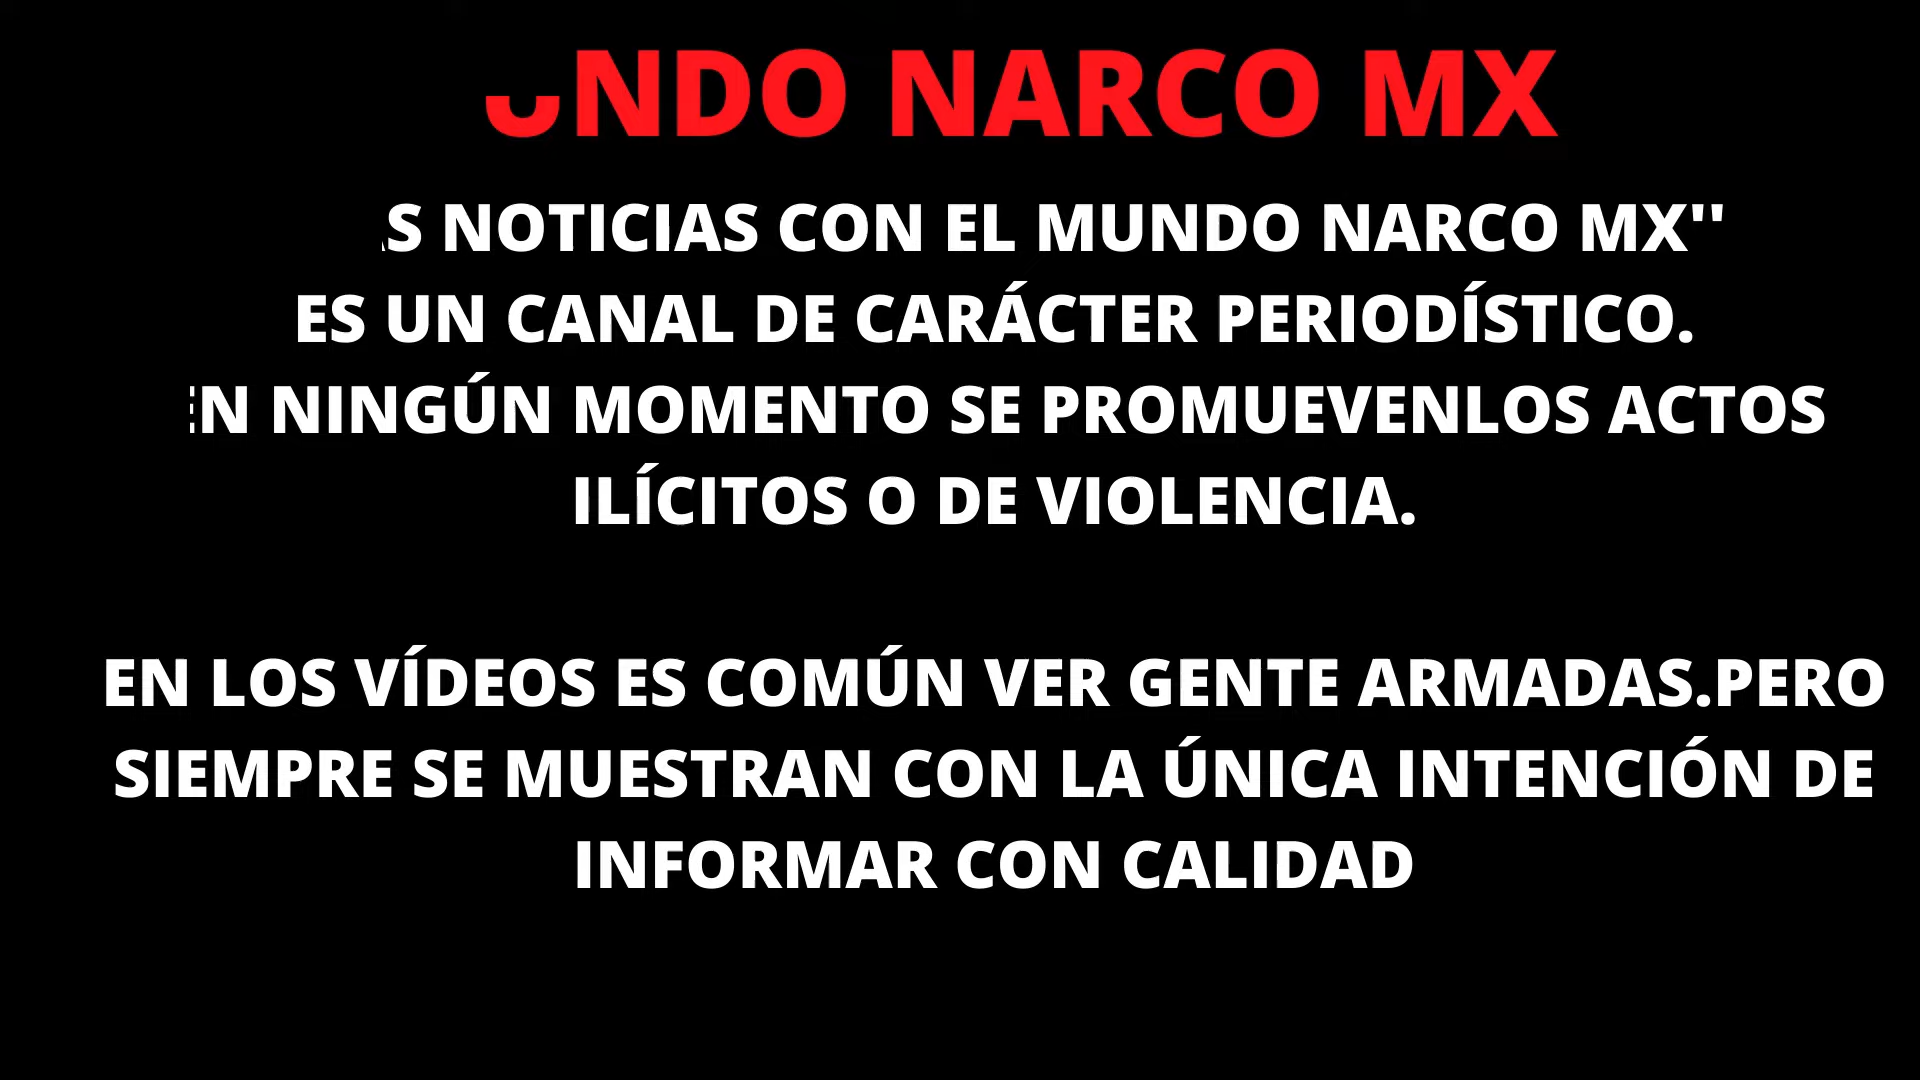 NARCO MX
NOTICIAS CON EL MUNDO NARCO MX"
ES UN CANAL DE CARÁCTER PERIODÍSTICO.
EN NINGÚN MOMENTO SE PROMUEVENLOS ACTOS
ILÍCITOS O DE VIOLENCIA.
EN LOS VÍDEOS ES COMÚN VER GENTE ARMADAS.PERO
SIEMPRE SE MUESTRAN CON LA ÚNICA INTENCIÓN DE
INFORMAR CON CALIDAD